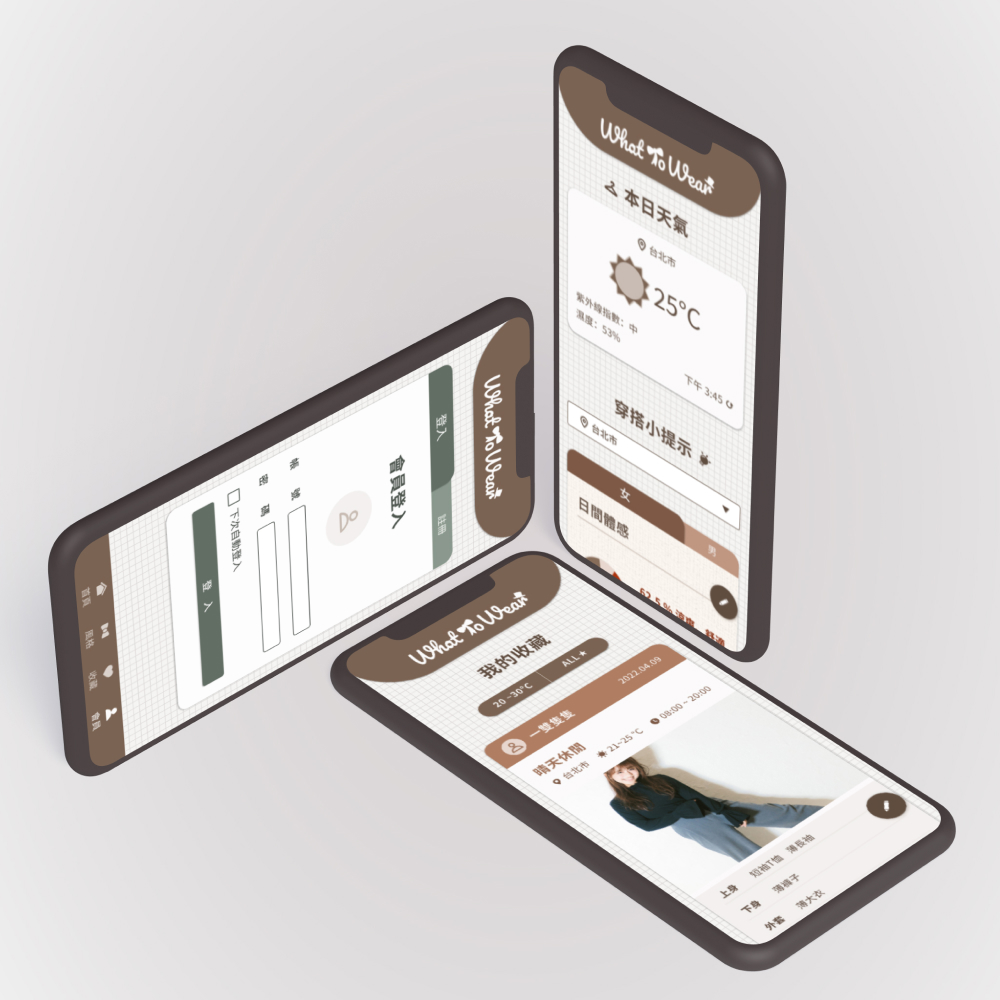 What To Wear
本日天氣
台北市
25°C
紫外線指數：中
濕度：53%
下午 3:45
穿搭小提示
台北市
女
男
日間體感
What To Wear
登入
註冊
會員登入
帳 號
密 碼
下次自動登入
登 入
首頁
風格
收藏
會員
What To Wear
我的收藏
20 ~30°C
ALL★
一雙隻隻
2022.04.09
晴天休閒
台北市
21~25 °C
08:00 ~ 20:00
上身 短袖T恤 薄長袖
下身 薄褲子
外套 薄大衣